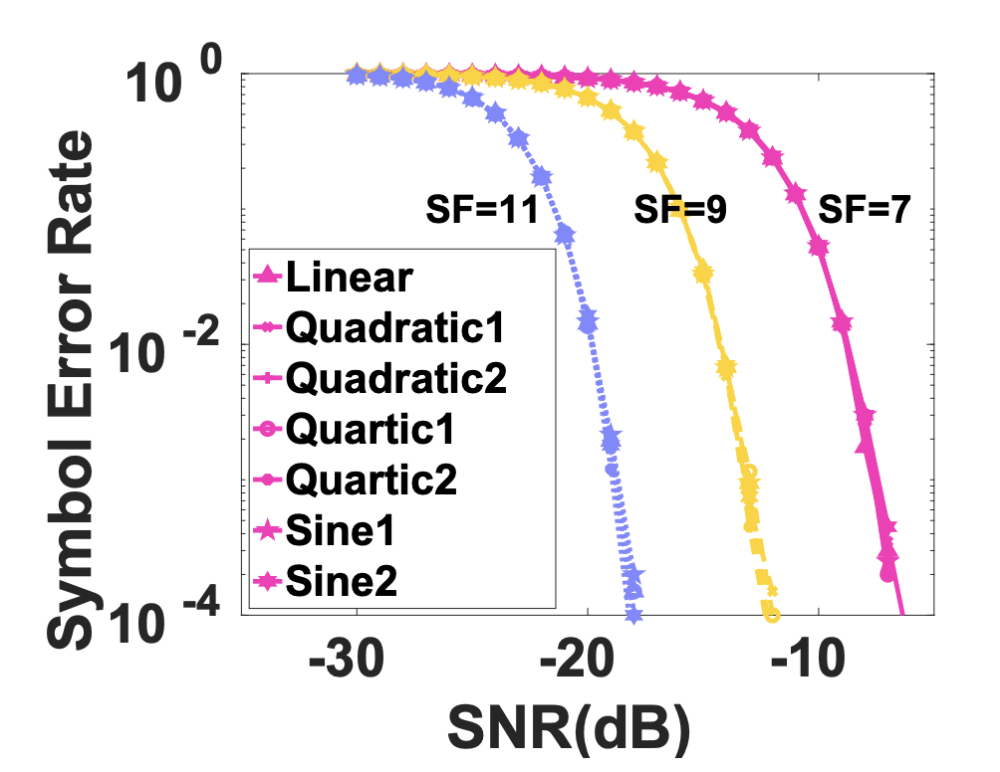 10 0
SF=11 SF=9 SF=7
Linear
Quadratic1
10 -2
Quadratic2
Quartic1
Quartic2
Sine1
Sine2
10 -4
-30 -20 -10
SNR(dB)
Symbol Error Rate